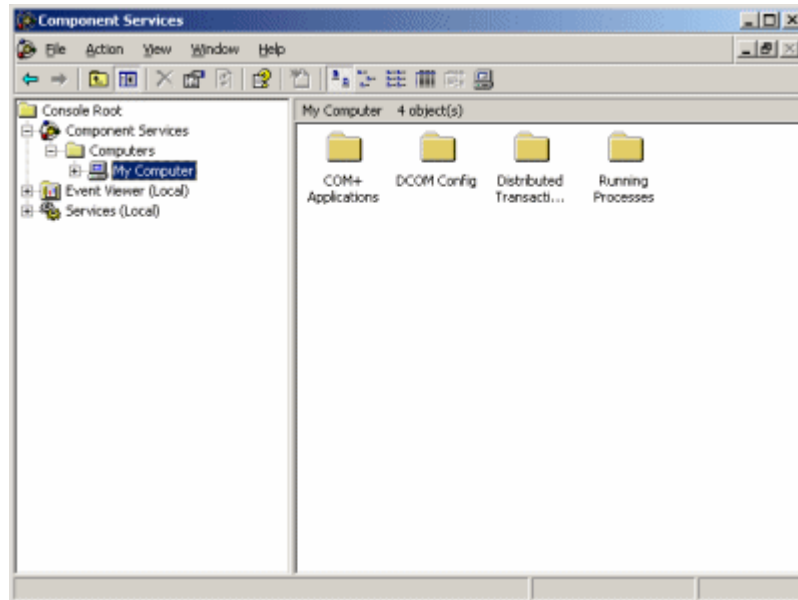 Component Services
File Action View Window Help
Console Root
Component Services
Computers
My Computer
Event Viewer (Local)
Services (Local)
My Computer 4 object(s)
COM+
Applications
DCOM Config
Distributed
Transacti...
Running
Processes